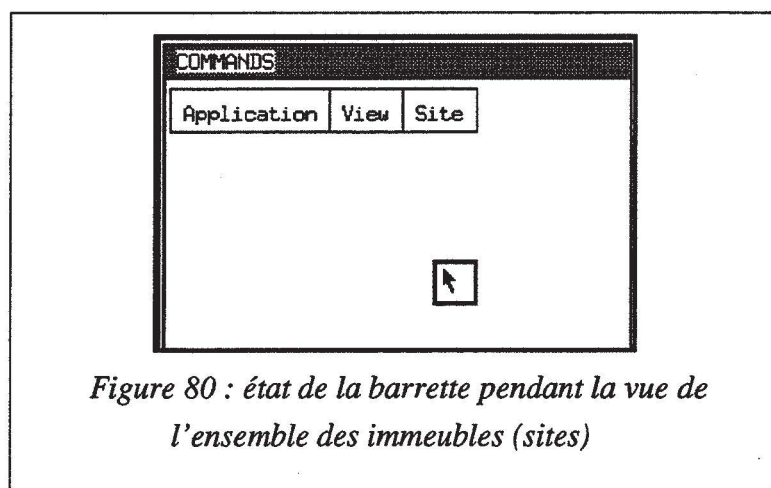 COMMANDS
Application View Site
Figure 80 : état de la barrette pendant la vue de
l'ensemble des immeubles (sites)